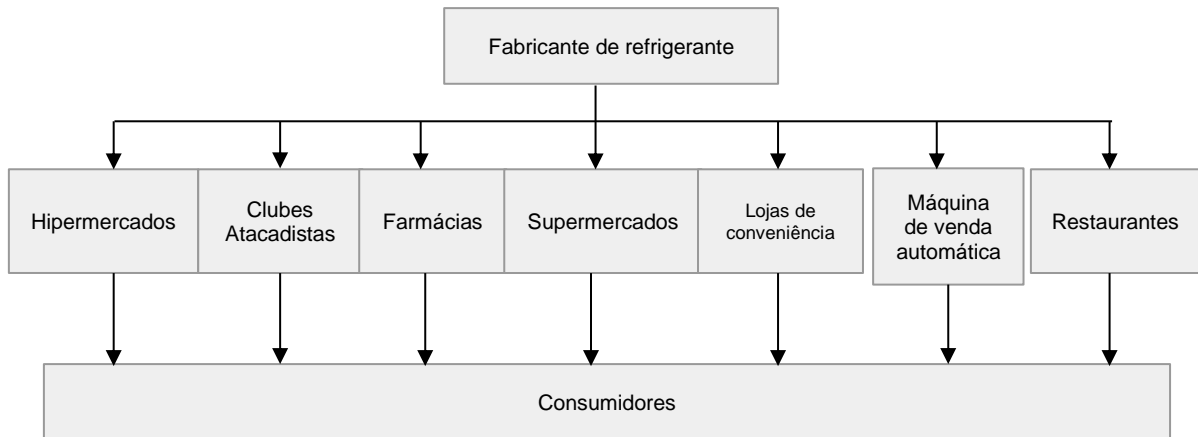 Fabricante de refrigerante
Hipermercados
Clubes
Atacadistas
Farmácias
Supermercados
Lojas de
conveniência
Máquina
de venda
automática
Restaurantes
Consumidores